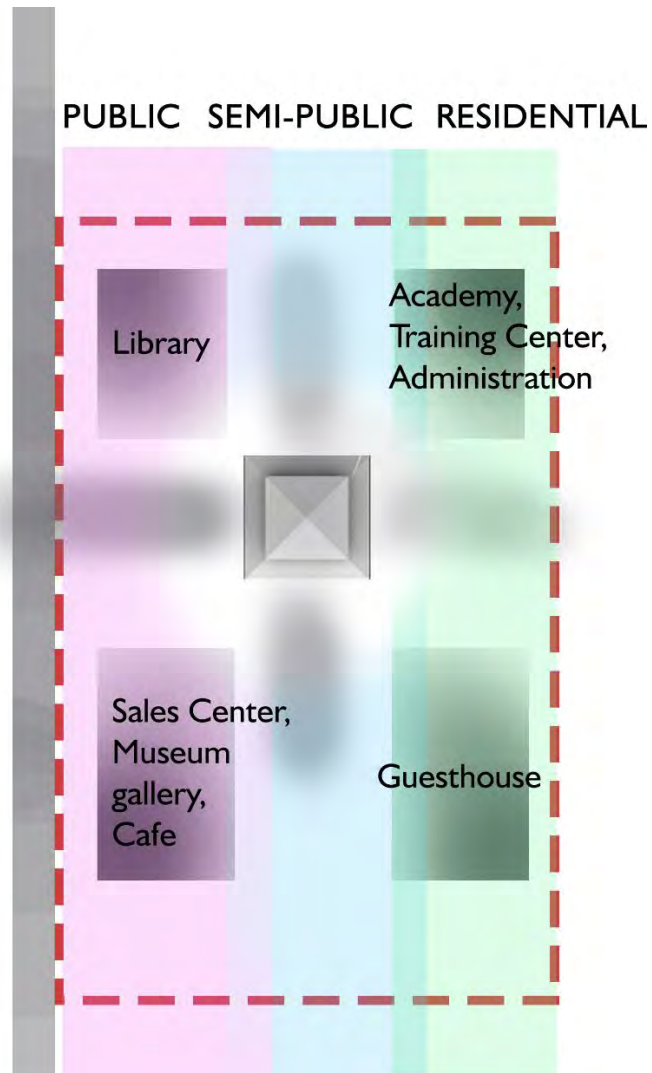 PUBLIC SEMI-PUBLIC RESIDENTIAL
Library
Academy,
Training Center,
Administration
Sales Center,
Museum
gallery,
Cafe
Guesthouse